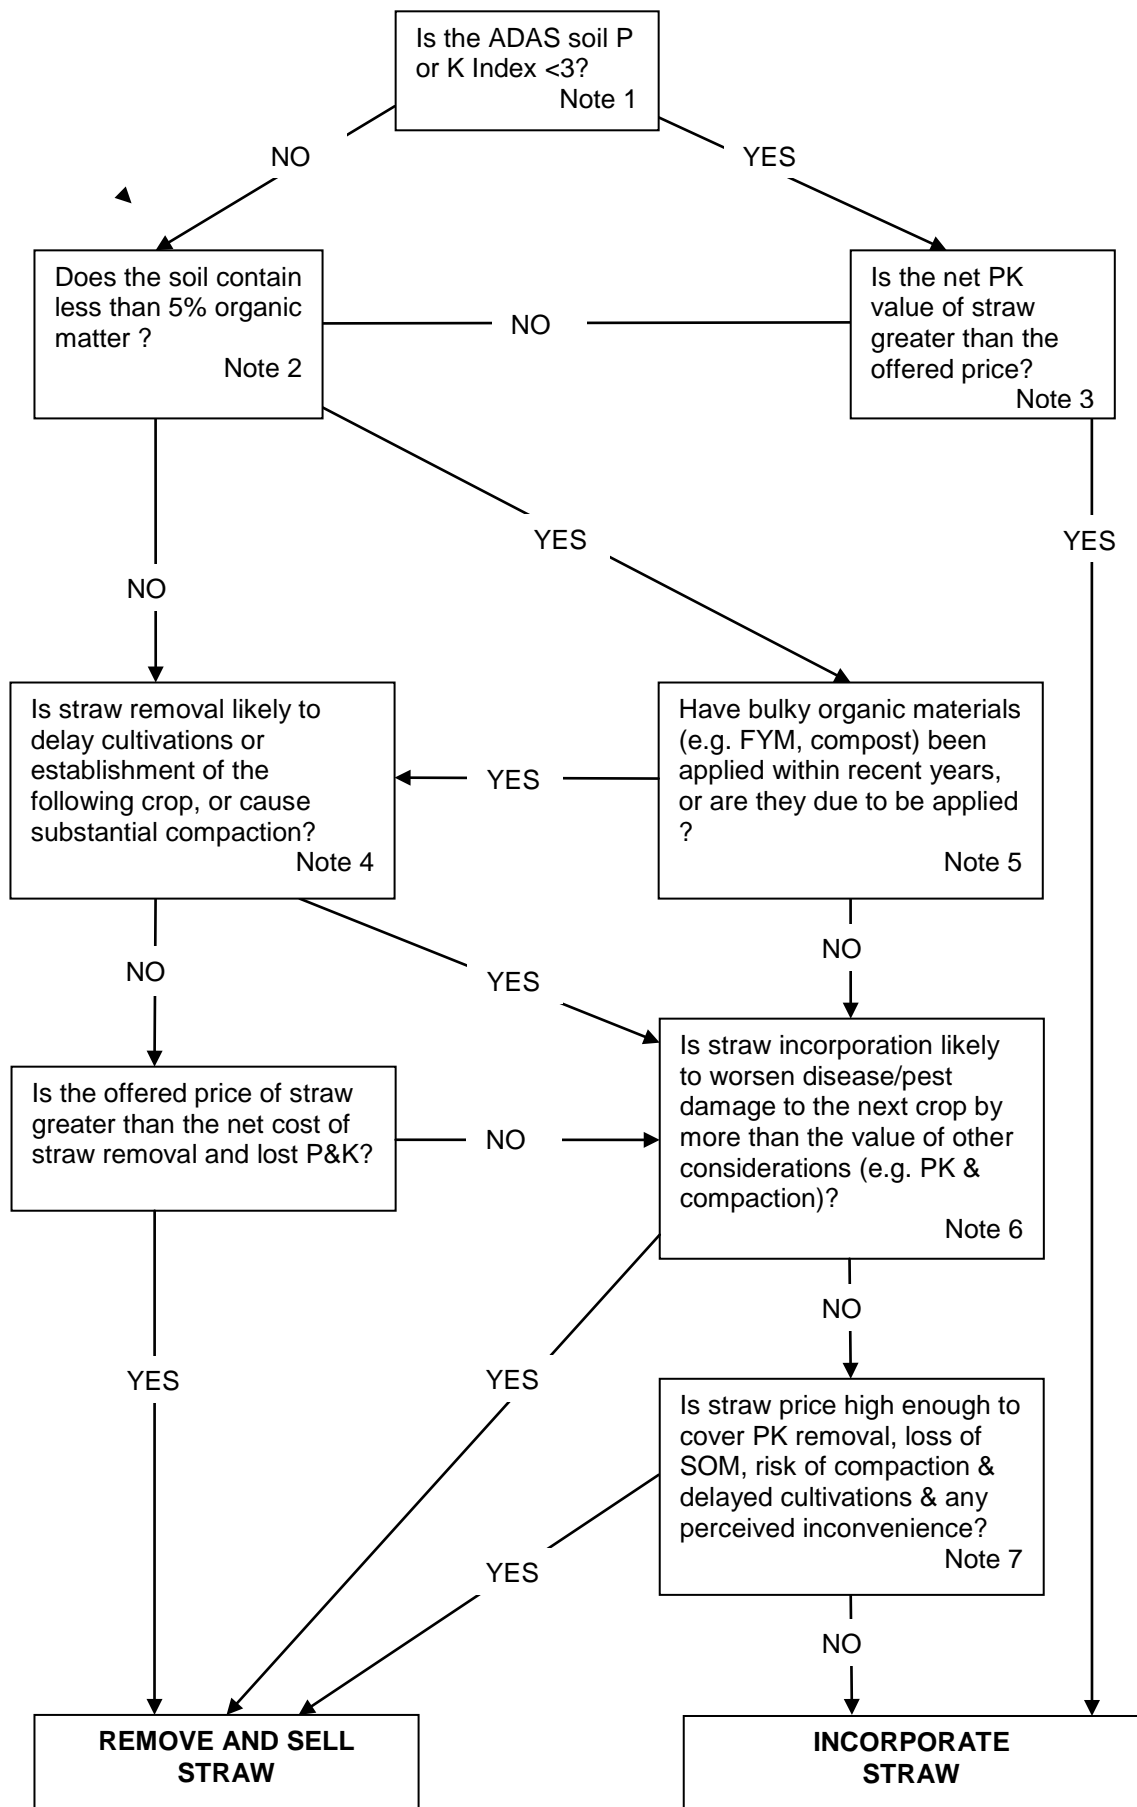 Is the ADAS soil P
or K Index <3?
Note 1
NO
YES
Does the soil contain
less than 5% organic
matter ?
Note 2
NO
Is the net PK
value of straw
greater than the
offered price?
Note 3
YES
YES
NO
Is straw removal likely to
delay cultivations or
establishment of the
following crop, or cause
substantial compaction?
Note 4
YES
Have bulky organic materials
(e.g. FYM, compost) been
applied within recent years,
or are they due to be applied
?
Note 5
NO
NO
YES
Is the offered price of straw
greater than the net cost of
straw removal and lost P&K?
NO
Is straw incorporation likely
to worsen disease/pest
damage to the next crop by
more than the value of other
considerations (e.g. PK &
compaction)?
Note 6
NO
YES
YES
Is straw price high enough to
cover PK removal, loss of
SOM, risk of compaction &
delayed cultivations & any
perceived inconvenience?
Note 7
YES
NO
REMOVE AND SELL
STRAW
INCORPORATE
STRAW